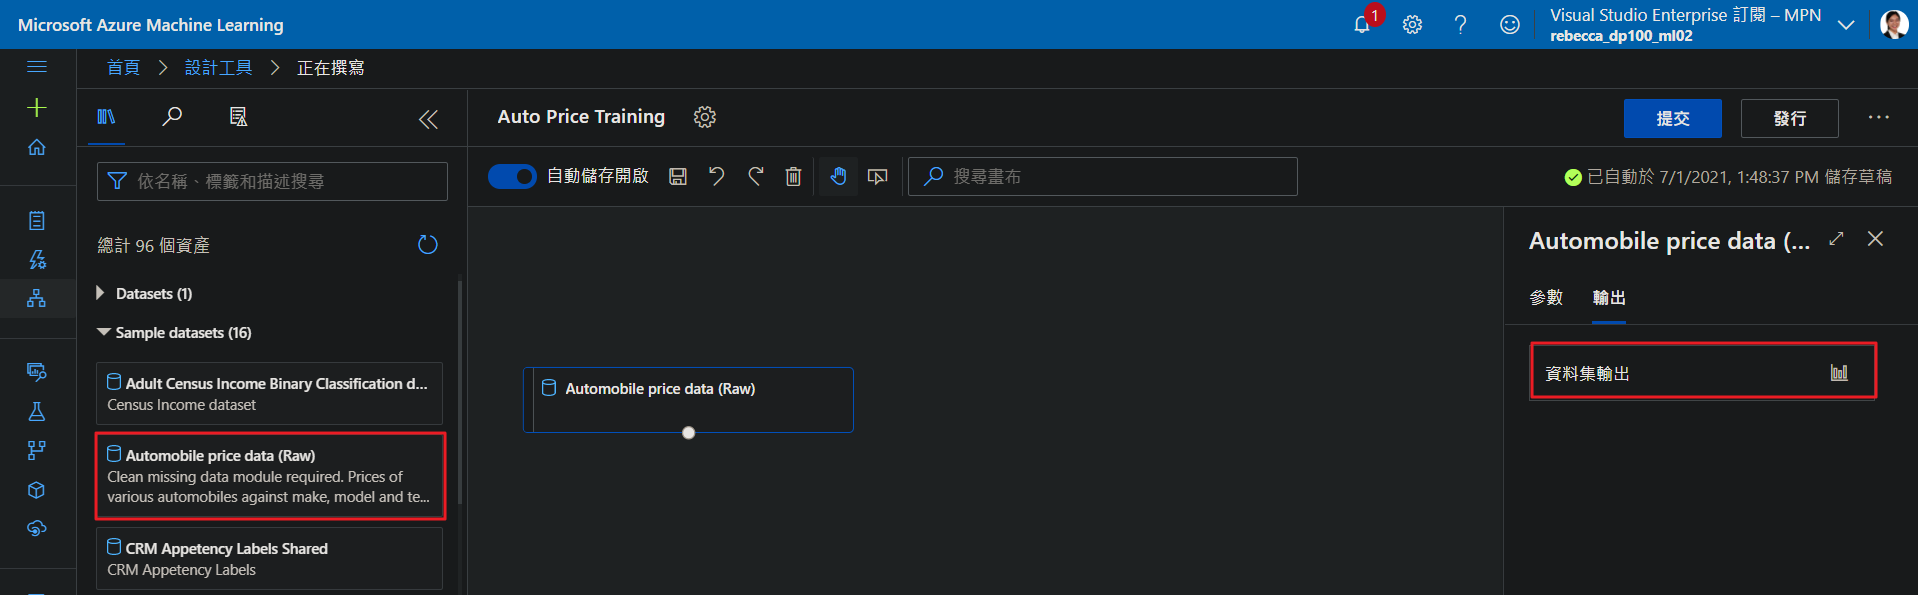 Microsoft Azure Machine Learning
1
Visual Studio Enterprise 訂閱 – MPN
rebecca_dp100_ml02
首頁 > 設計工具 > 正在撰寫
Auto Price Training
提交
發行
依名稱、標籤和描述搜尋
自動儲存開啟
搜尋畫布
已自動於 7/1/2021, 1:48:37 PM 儲存草稿
總計 96 個資產
Datasets (1)
Sample datasets (16)
Adult Census Income Binary Classification d...
Census Income dataset
Automobile price data (Raw)
Clean missing data module required. Prices of
various automobiles against make, model and te...
CRM Appetency Labels Shared
CRM Appetency Labels
Automobile price data (Raw)
Automobile price data (...
參數
輸出
資料集輸出